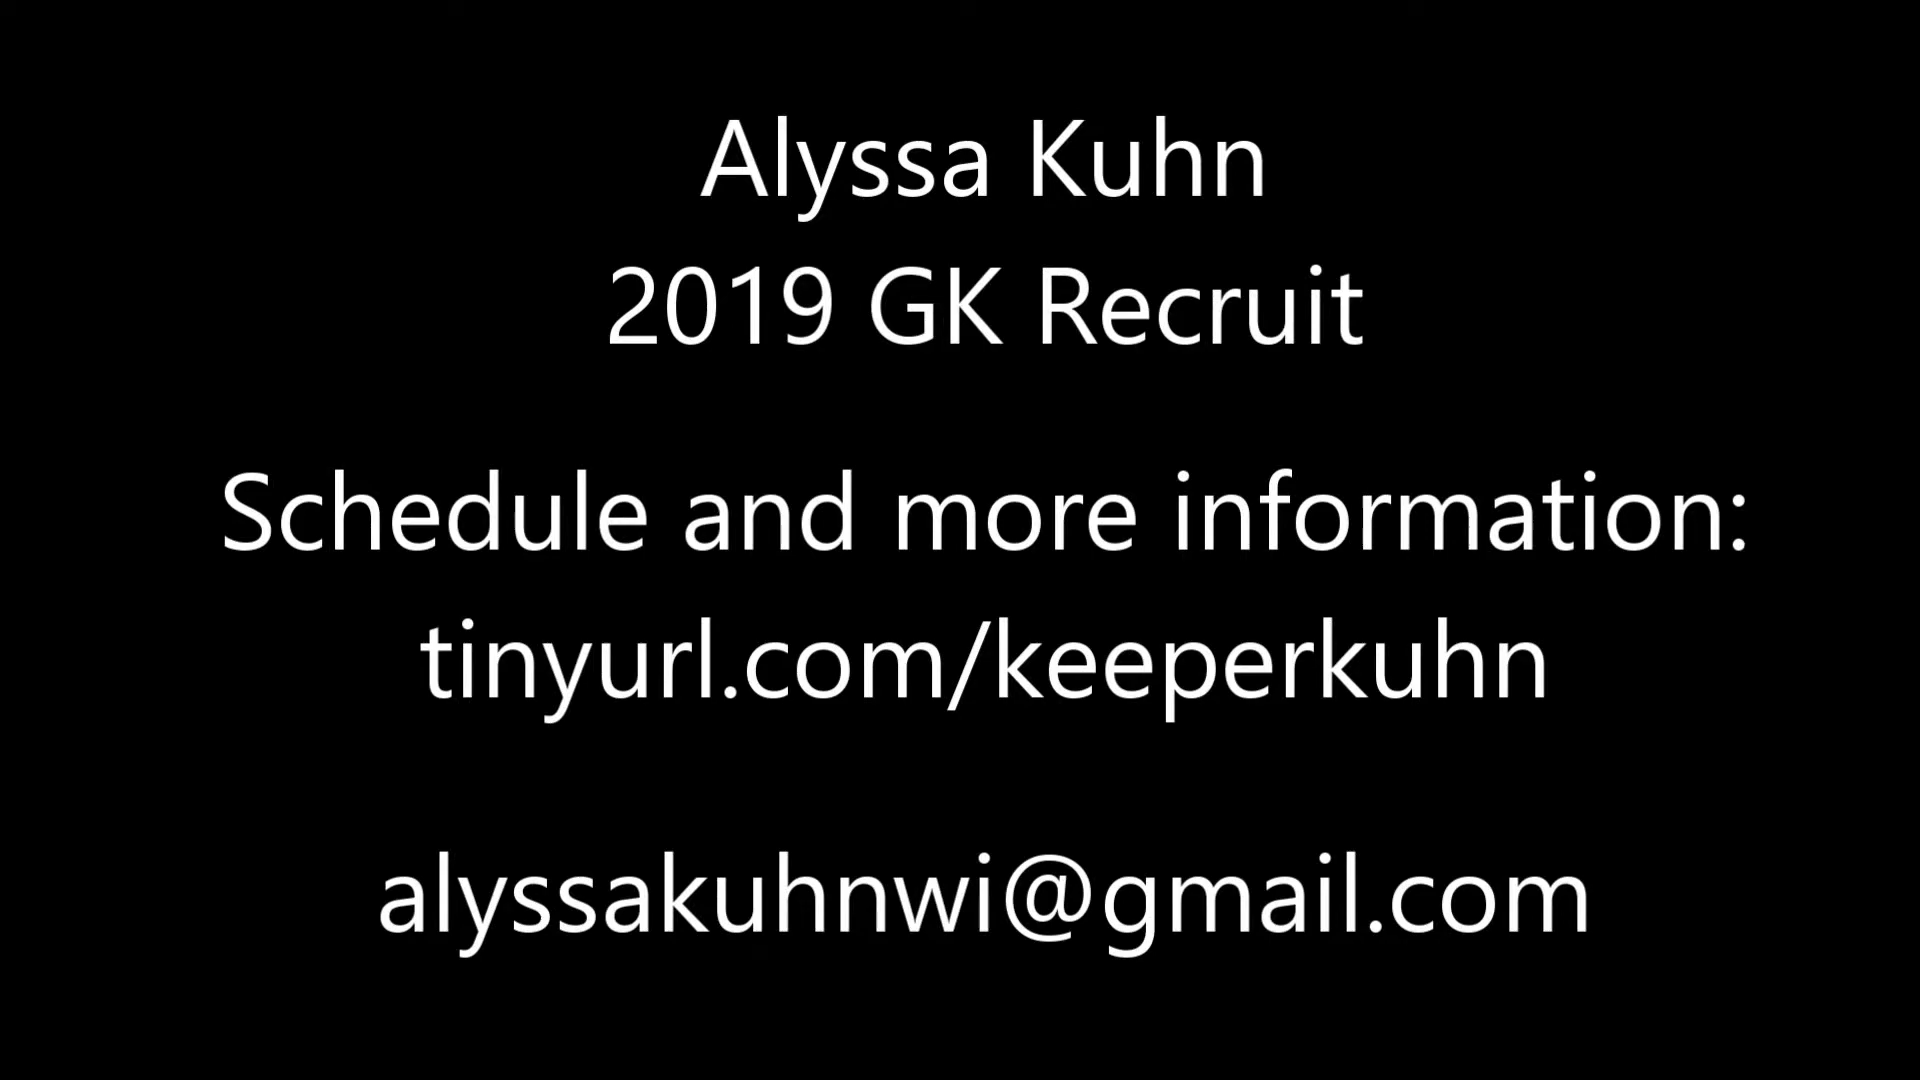 Alyssa Kuhn
2019 GK Recruit
Schedule and more information:
tinyurl.com/keeperkuhn
alyssakuhnwi@gmail.com